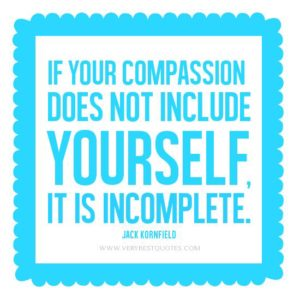 IF YOUR COMPASSION
DOES NOT INCLUDE
YOURSELF,
IT IS INCOMPLETE.
JACK KORNFIELD
WWW.VERYBESTQUOTES.COM